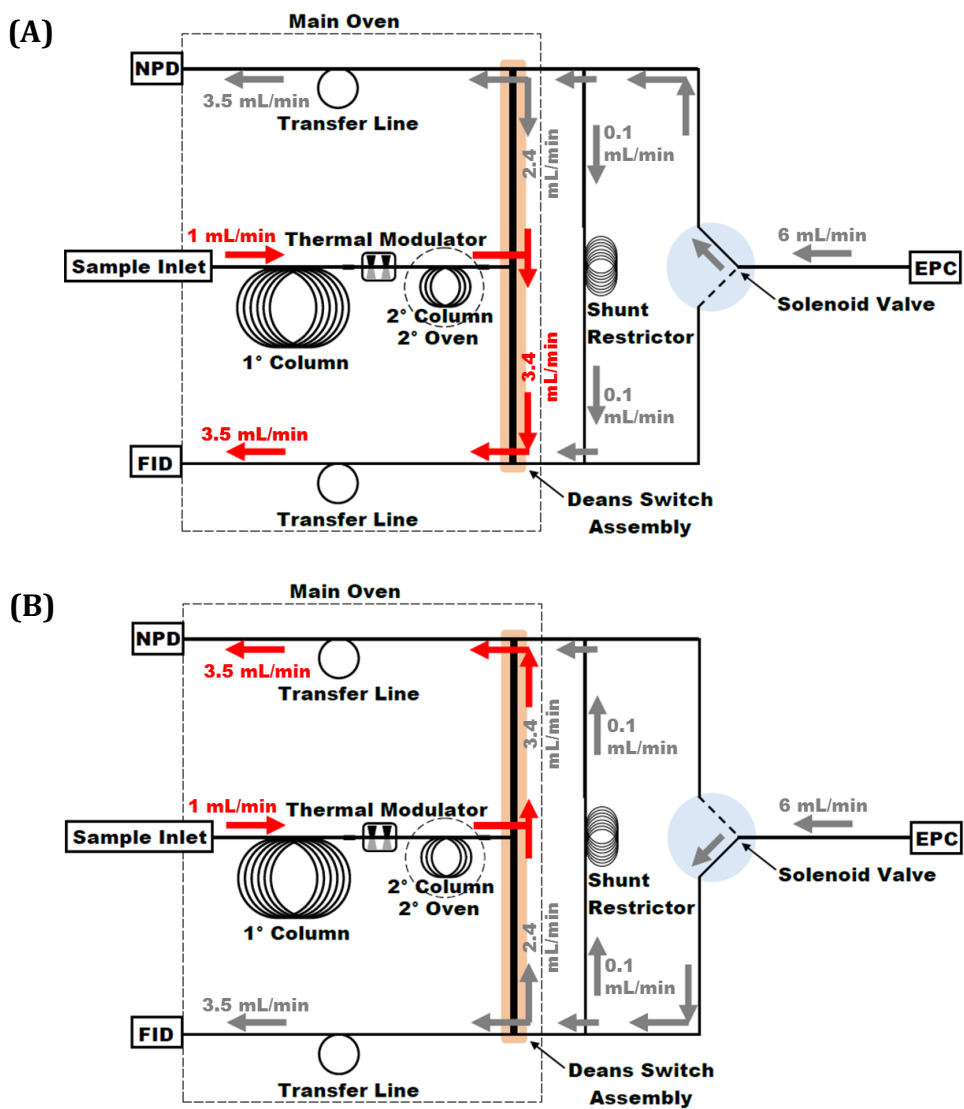 (A)
Main Oven
NPD
3.5 mL/min
Transfer Line
2.4
mL/min
0.1
mL/min
1 mL/min
Thermal Modulator
6 mL/min
Sample Inlet
EPC
Solenoid Valve
2° Column
2° Oven
Shunt
Restrictor
1° Column
3.4
mL/min
0.1
mL/min
3.5 mL/min
FID
Transfer Line
Deans Switch
Assembly
(B)
Main Oven
NPD
3.5 mL/min
Transfer Line
3.4
mL/min
0.1
mL/min
1 mL/min
Thermal Modulator
6 mL/min
Sample Inlet
EPC
Solenoid Valve
2° Column
2° Oven
Shunt
Restrictor
1° Column
2.4
mL/min
0.1
mL/min
3.5 mL/min
FID
Transfer Line
Deans Switch
Assembly